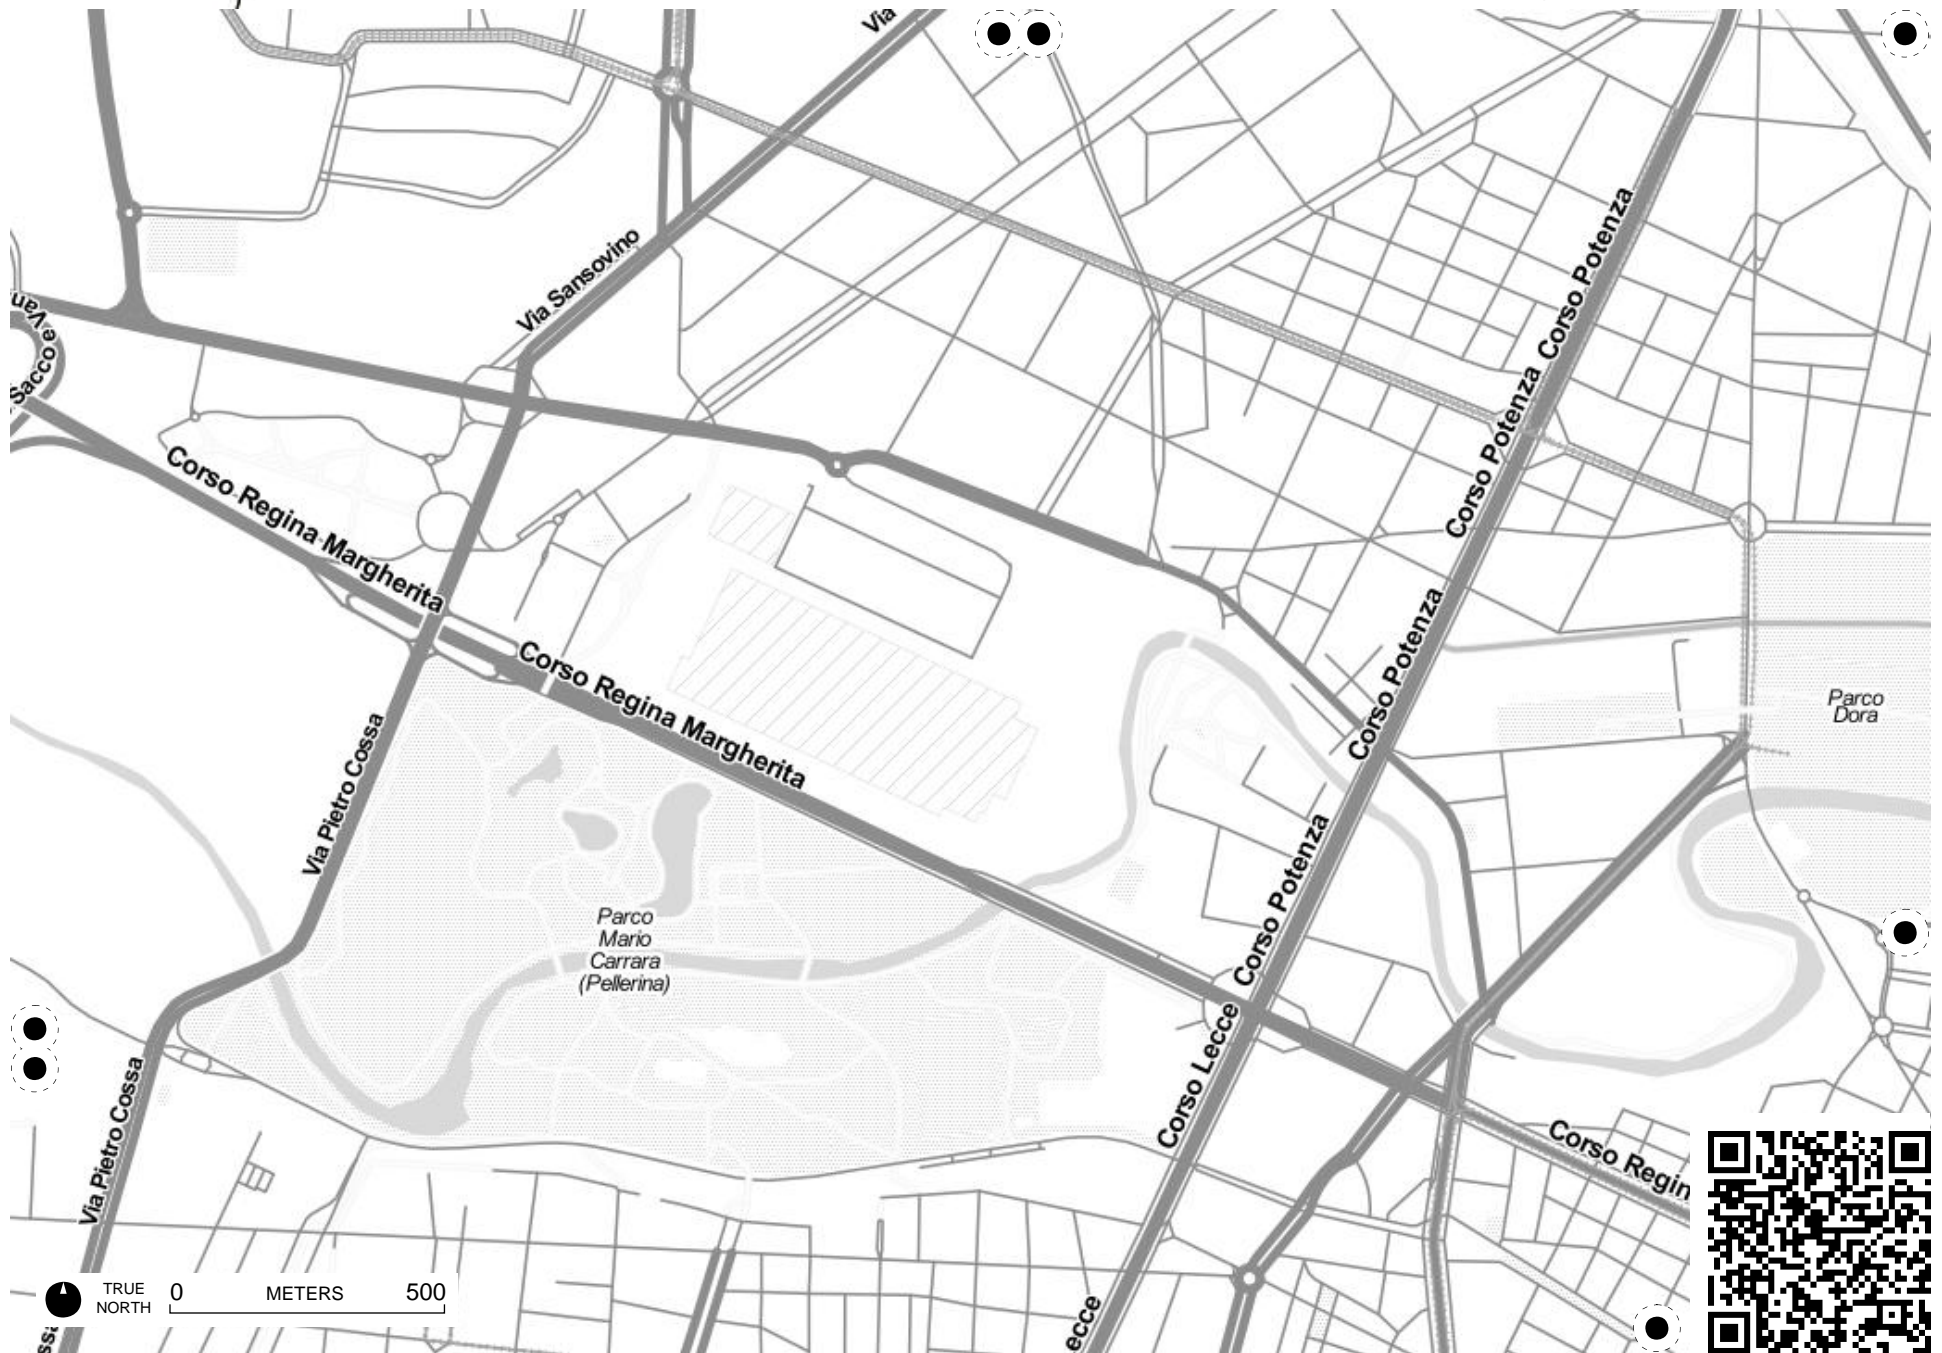 Via
Via Sansovino
Sacco e Van
Corso Potenza
Corso Potenza
Corso Potenza
Corso Potenza
Corso Potenza
Corso Regina Margherita
Corso Regina Margherita
Parco
Dora
Via Pietro Cossa
Parco
Mario
Carrara
(Pellerina)
Corso Lecce
Via Pietro Cossa
Corso Regin
TRUE
NORTH
0 METERS 500
ecce
ssa